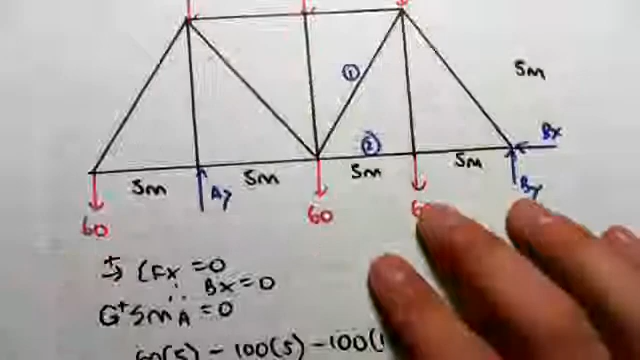 5m
①
②
Bx
5m
5m
5m
5m
Ay
By
60
60
60
+→ ΣFx = 0
∴ Bx = 0
G+ ΣmA = 0
60(5) - 100(5) - 100(